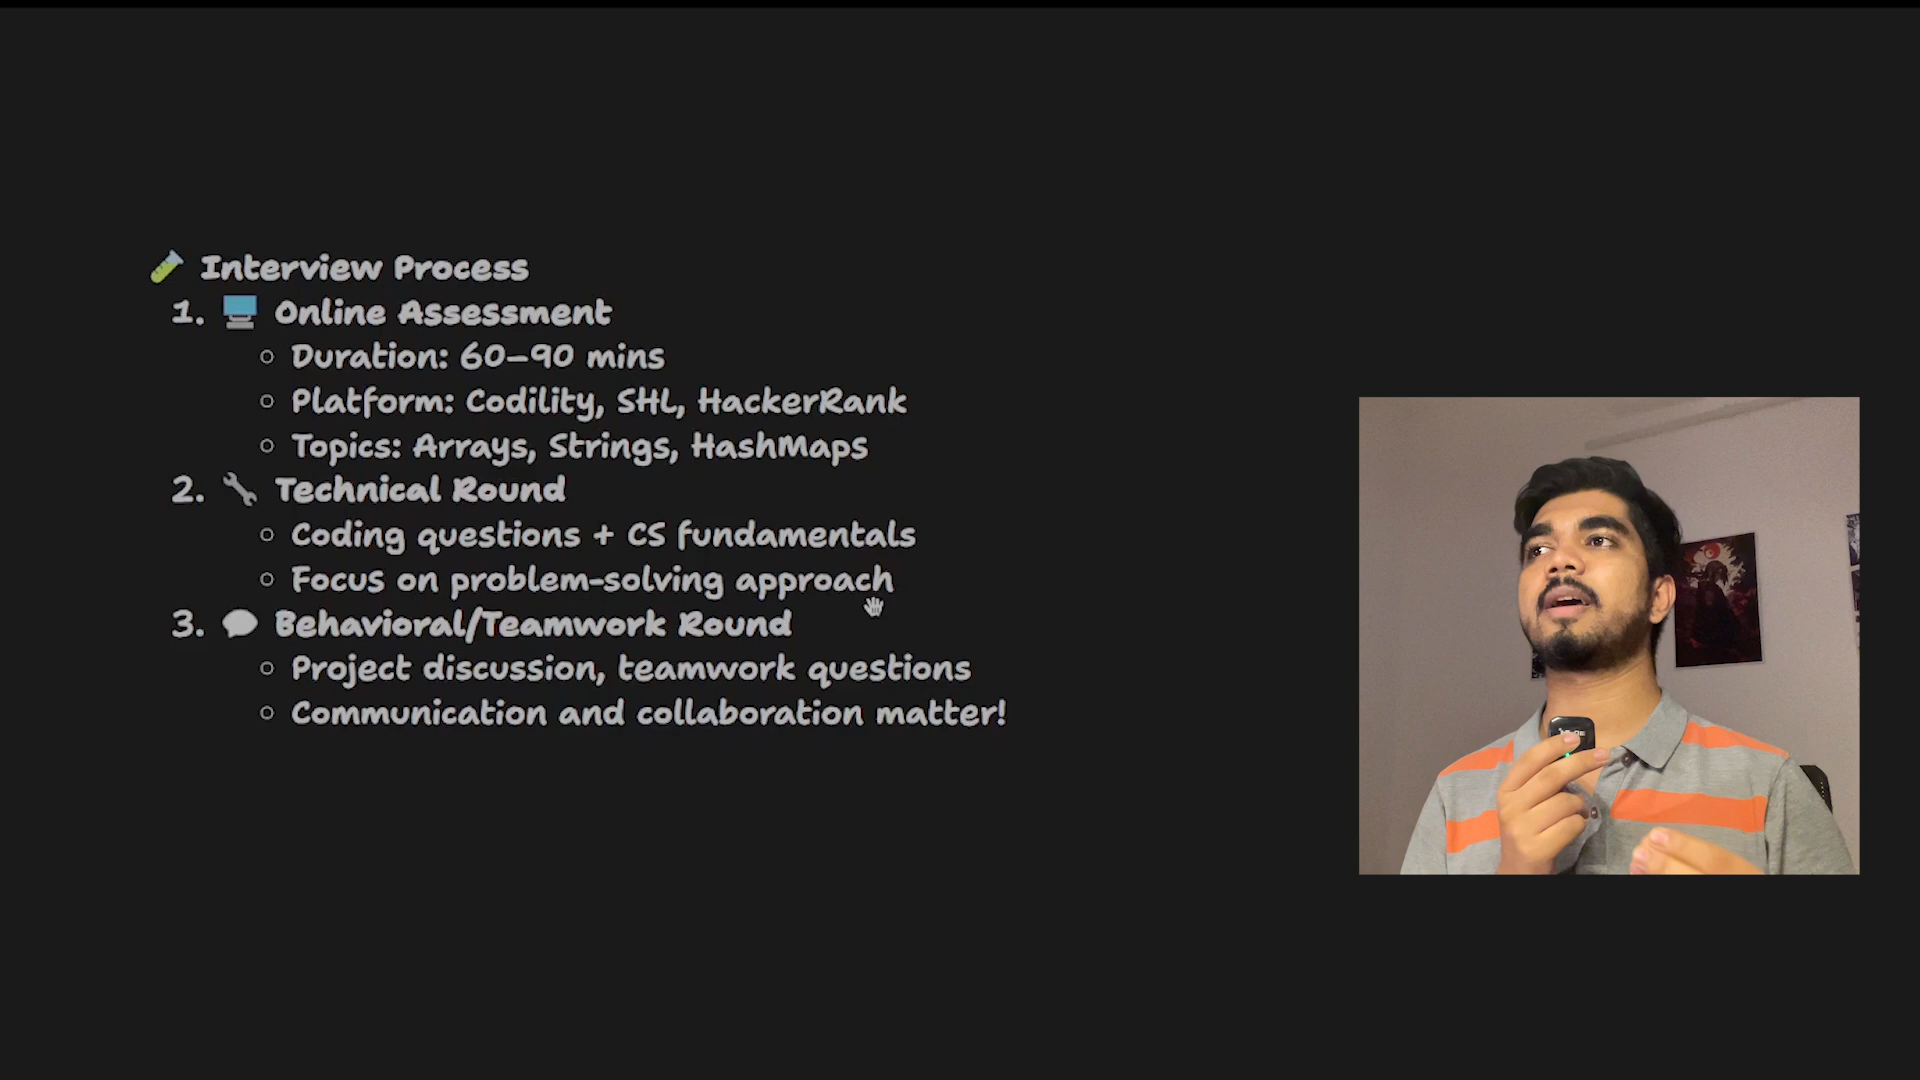 Interview Process
1. Online Assessment
○ Duration: 60–90 mins
○ Platform: Codility, SHL, HackerRank
○ Topics: Arrays, Strings, HashMaps
2. Technical Round
○ Coding questions + CS fundamentals
○ Focus on problem-solving approach
3. Behavioral/Teamwork Round
○ Project discussion, teamwork questions
○ Communication and collaboration matter!